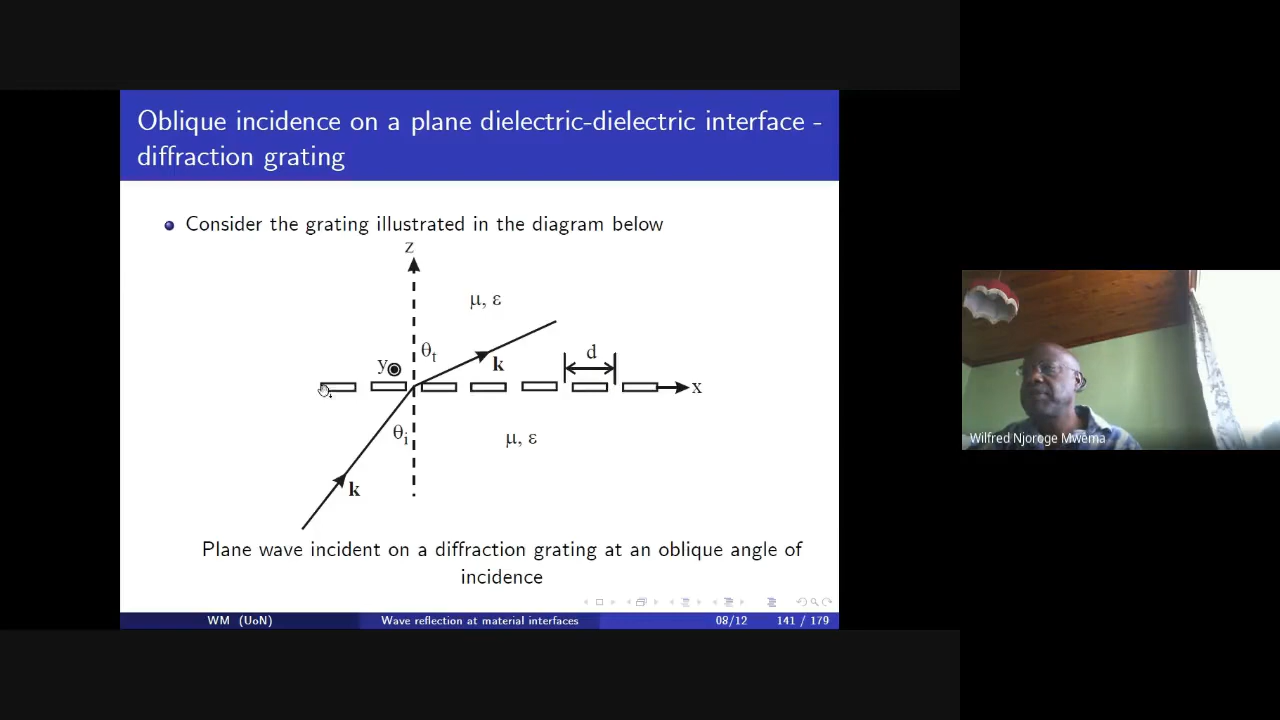 Oblique incidence on a plane dielectric-dielectric interface -
diffraction grating
Consider the grating illustrated in the diagram below
z
μ, ε
θt
d
y
k
x
θi
μ, ε
k
Plane wave incident on a diffraction grating at an oblique angle of
incidence
WM (UoN) Wave reflection at material interfaces 08/12 141 / 179
Wilfred Njoroge Mwema